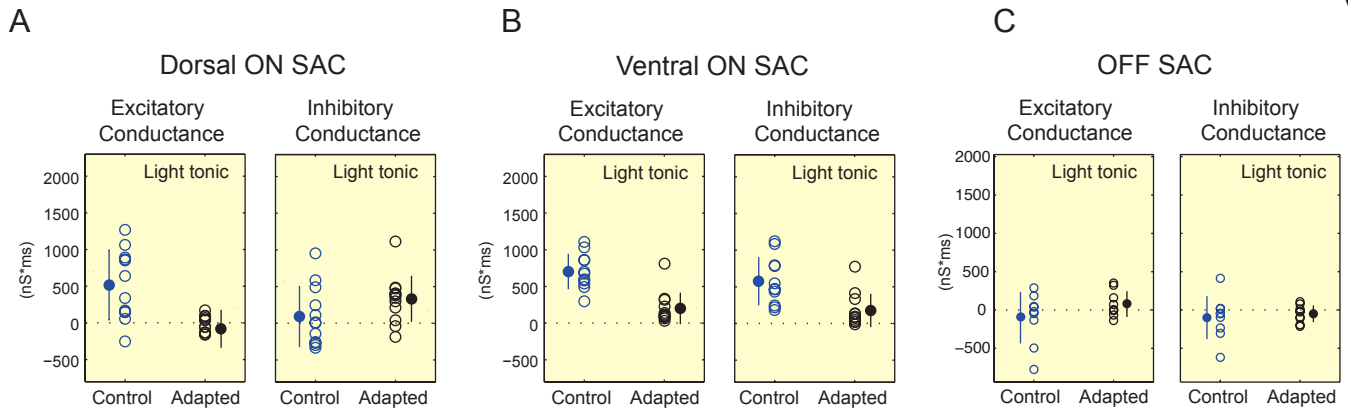 A
Dorsal ON SAC
Excitatory
Conductance
Inhibitory
Conductance
Light tonic
Light tonic
2000
1500
1000
500
0
−500
(nS*ms)
Control Adapted
Control Adapted
B
Ventral ON SAC
Excitatory
Conductance
Inhibitory
Conductance
Light tonic
Light tonic
2000
1500
1000
500
0
−500
(nS*ms)
Control Adapted
Control Adapted
C
OFF SAC
Excitatory
Conductance
Inhibitory
Conductance
Light tonic
Light tonic
2000
1500
1000
500
0
−500
(nS*ms)
Control Adapted
Control Adapted